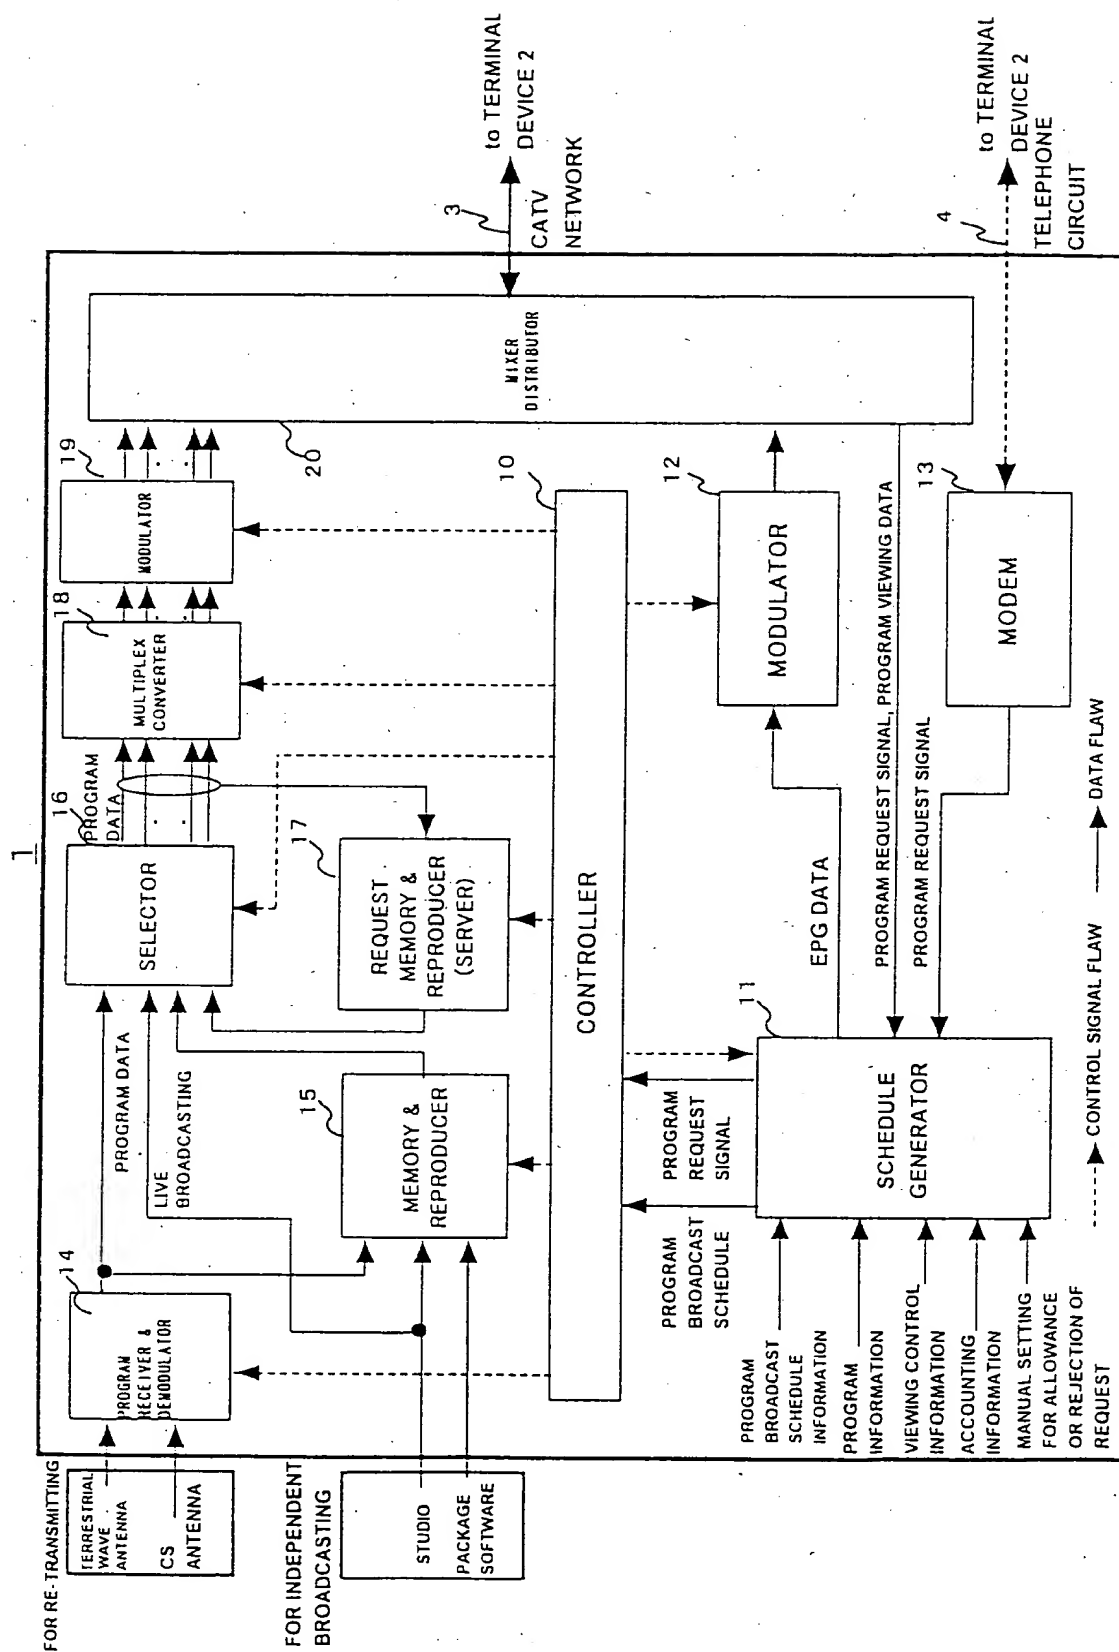 1
FOR RE-TRANSMITTING
TERRESTRIAL
WAVE
ANTENNA
CS
ANTENNA
FOR INDEPENDENT
BROADCASTING
STUDIO
PACKAGE
SOFTWARE
14
PROGRAM
RECEIVER &
DEMODULATOR
PROGRAM DATA
LIVE
BROADCASTING
15
MEMORY &
REPRODUCER
16
SELECTOR
PROGRAM
DATA
17
REQUEST
MEMORY &
REPRODUCER
(SERVER)
18
MULTIPLEX
CONVERTER
19
MODULATOR
20
MIXER
DISTRIBUTOR
3
to TERMINAL
DEVICE 2
CATV
NETWORK
10
CONTROLLER
PROGRAM
BROADCAST
SCHEDULE
PROGRAM
REQUEST
SIGNAL
11
SCHEDULE
GENERATOR
PROGRAM
BROADCAST
SCHEDULE
INFORMATION
PROGRAM
INFORMATION
VIEWING CONTROL
INFORMATION
ACCOUNTING
INFORMATION
MANUAL SETTING
FOR ALLOWANCE
OR REJECTION OF
REQUEST
EPG DATA
12
MODULATOR
PROGRAM REQUEST SIGNAL, PROGRAM VIEWING DATA
PROGRAM REQUEST SIGNAL
13
MODEM
4
to TERMINAL
DEVICE 2
TELEPHONE
CIRCUIT
CONTROL SIGNAL FLAW
DATA FLAW